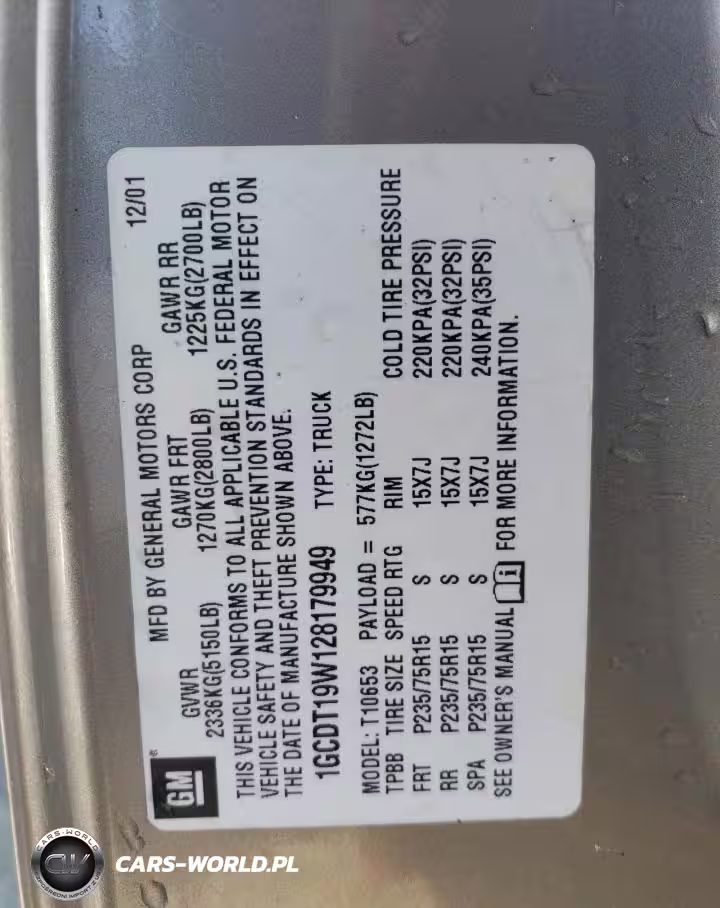 GM
MFD BY GENERAL MOTORS CORP 12/01
GVWR GAWR FRT GAWR RR
2336KG(5150LB) 1270KG(2800LB) 1225KG(2700LB)
THIS VEHICLE CONFORMS TO ALL APPLICABLE U.S. FEDERAL MOTOR
VEHICLE SAFETY AND THEFT PREVENTION STANDARDS IN EFFECT ON
THE DATE OF MANUFACTURE SHOWN ABOVE.
1GCDT19W128179949 TYPE: TRUCK
MODEL: T10653 PAYLOAD = 577KG(1272LB)
TPBB TIRE SIZE SPEED RTG RIM COLD TIRE PRESSURE
FRT P235/75R15 S 15X7J 220KPA(32PSI)
RR P235/75R15 S 15X7J 220KPA(32PSI)
SPA P235/75R15 S 15X7J 240KPA(35PSI)
SEE OWNER'S MANUAL FOR MORE INFORMATION.
CARS-WORLD
CARS-WORLD.PL